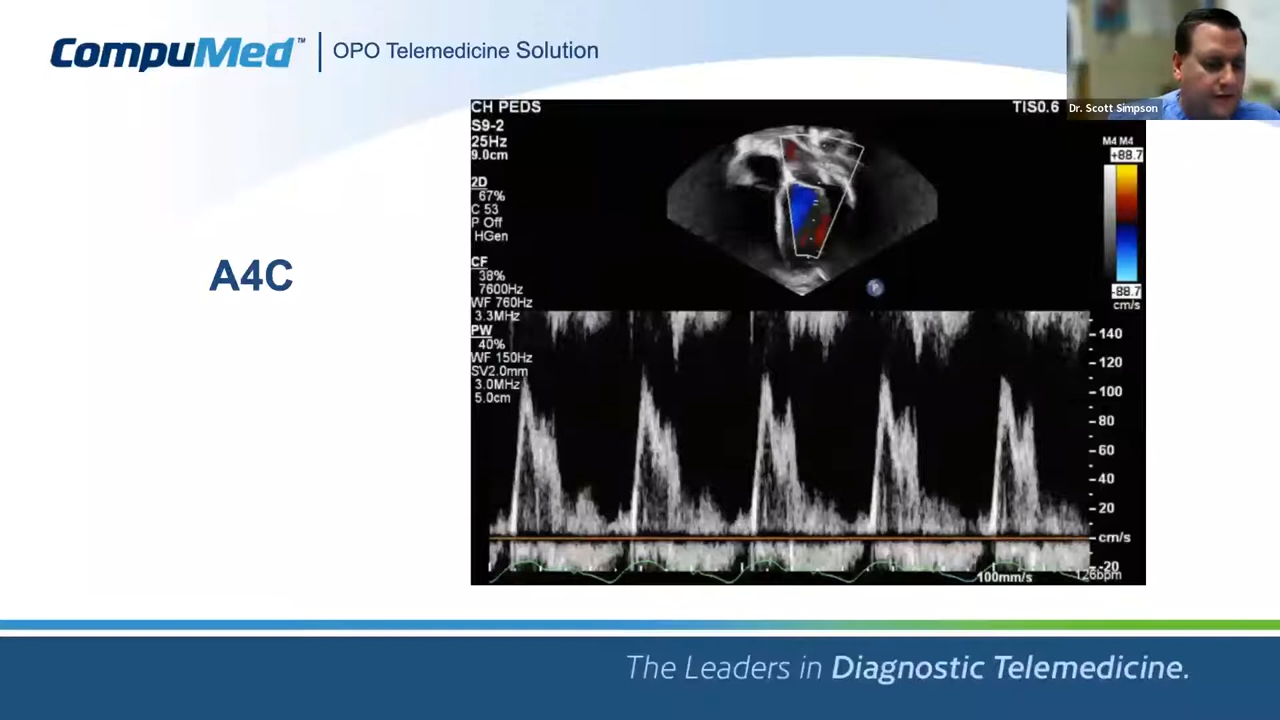 CompuMed™ OPO Telemedicine Solution
Dr. Scott Simpson
A4C
CH PEDS
TIS0.6
S9-2
25Hz
9.0cm
2D
67%
C 53
P Off
HGen
CF
38%
7600Hz
WF 760Hz
3.3MHz
PW
40%
WF 150Hz
SV2.0mm
3.0MHz
5.0cm
M4 M4
+88.7
-88.7
cm/s
P
140
120
100
80
60
40
20
cm/s
-20
100mm/s
126bpm
The Leaders in Diagnostic Telemedicine.